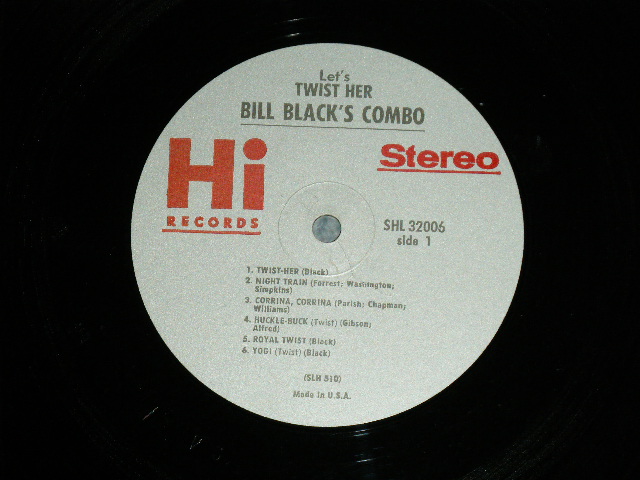 Let's
TWIST HER
BILL BLACK'S COMBO
Hi
RECORDS
Stereo
SHL 32006
side 1
1. TWIST-HER (Black)
2. NIGHT TRAIN (Forrest; Washington;
Simpkins)
3. CORRINA, CORRINA (Parish; Chapman;
Williams)
4. HUCKLE-BUCK (Twist) (Gibson;
Alfred)
5. ROYAL TWIST (Black)
6. YOGI (Twist) (Black)
(SLH 510)
Made in U.S.A.